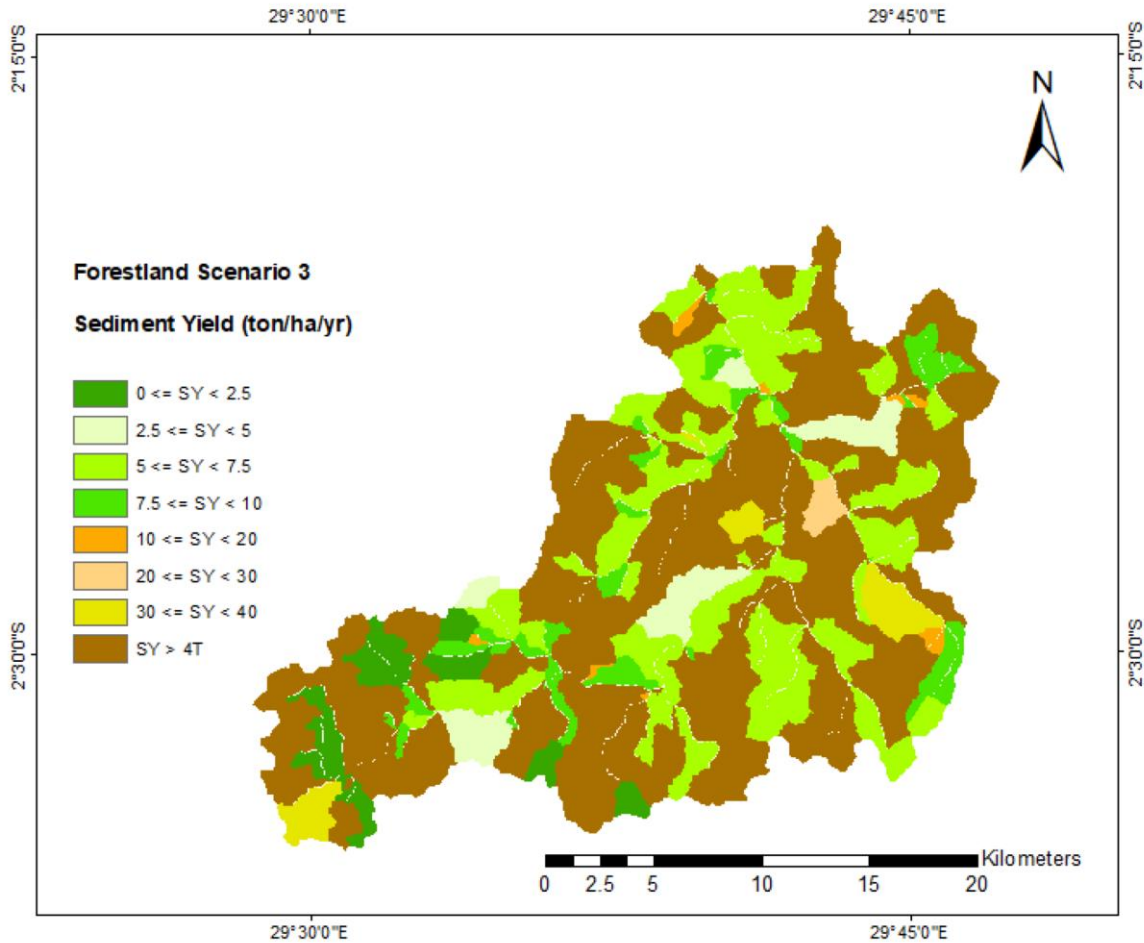 29°30'0"E 29°45'0"E
2°15'0"S 2°15'0"S
N
Forestland Scenario 3
Sediment Yield (ton/ha/yr)
0 <= SY < 2.5
2.5 <= SY < 5
5 <= SY < 7.5
7.5 <= SY < 10
10 <= SY < 20
20 <= SY < 30
30 <= SY < 40
SY > 4T
2°30'0"S 2°30'0"S
Kilometers
0 2.5 5 10 15 20
29°30'0"E 29°45'0"E